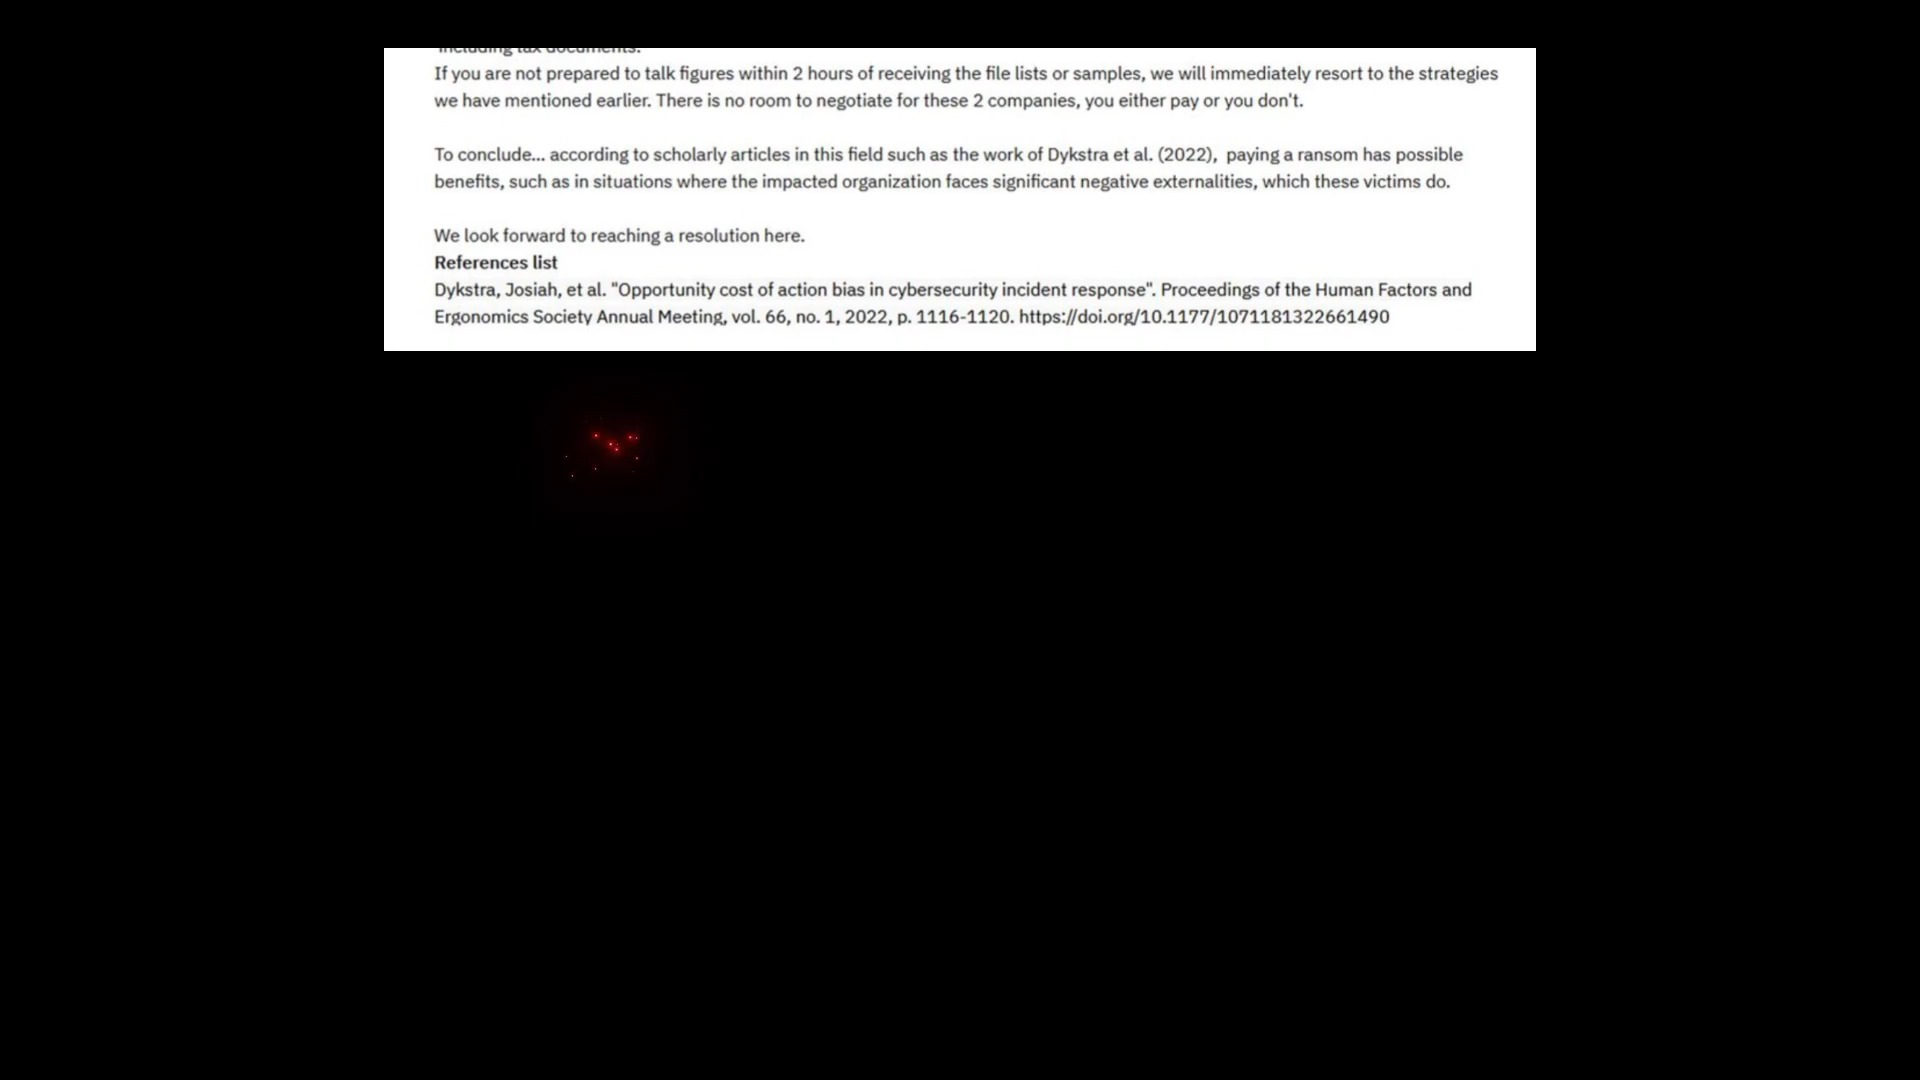 including tax documents.
If you are not prepared to talk figures within 2 hours of receiving the file lists or samples, we will immediately resort to the strategies
we have mentioned earlier. There is no room to negotiate for these 2 companies, you either pay or you don't.
To conclude... according to scholarly articles in this field such as the work of Dykstra et al. (2022),  paying a ransom has possible
benefits, such as in situations where the impacted organization faces significant negative externalities, which these victims do.
We look forward to reaching a resolution here.
References list
Dykstra, Josiah, et al. "Opportunity cost of action bias in cybersecurity incident response". Proceedings of the Human Factors and
Ergonomics Society Annual Meeting, vol. 66, no. 1, 2022, p. 1116-1120. https://doi.org/10.1177/1071181322661490